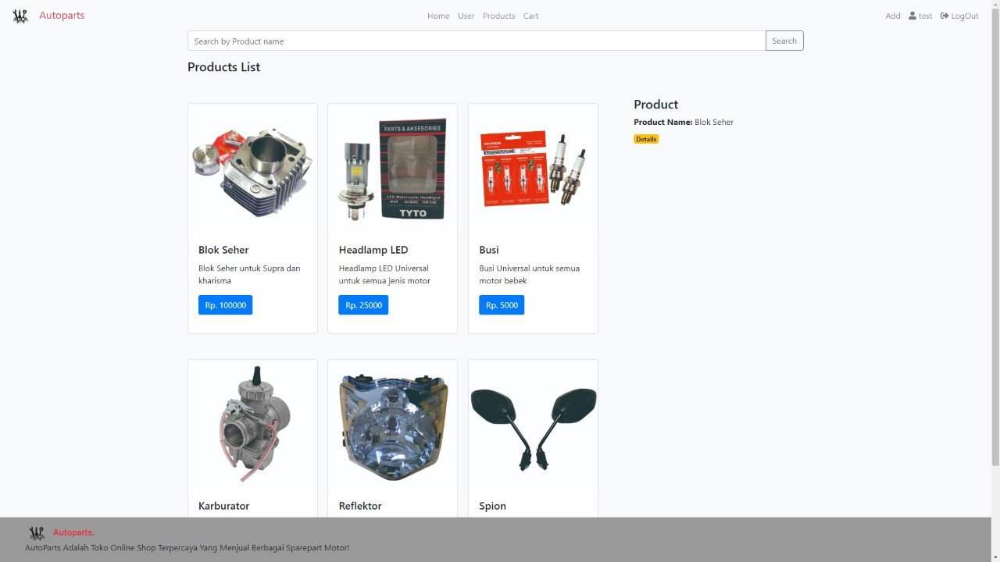 Autoparts
Home User Products Cart
Add test LogOut
Search by Product name
Search
Products List
PARTS & AKSESORIES
LED Motorcycle Headlight
TYTO
HONDA
Blok Seher
Blok Seher untuk Supra dan
kharisma
Rp. 100000
Headlamp LED
Headlamp LED Universal
untuk semua jenis motor
Rp. 25000
Busi
Busi Universal untuk semua
motor bebek
Rp. 5000
Product
Product Name: Blok Seher
Details
Karburator
Reflektor
Spion
Autoparts.
AutoParts Adalah Toko Online Shop Terpercaya Yang Menjual Berbagai Sparepart Motor!